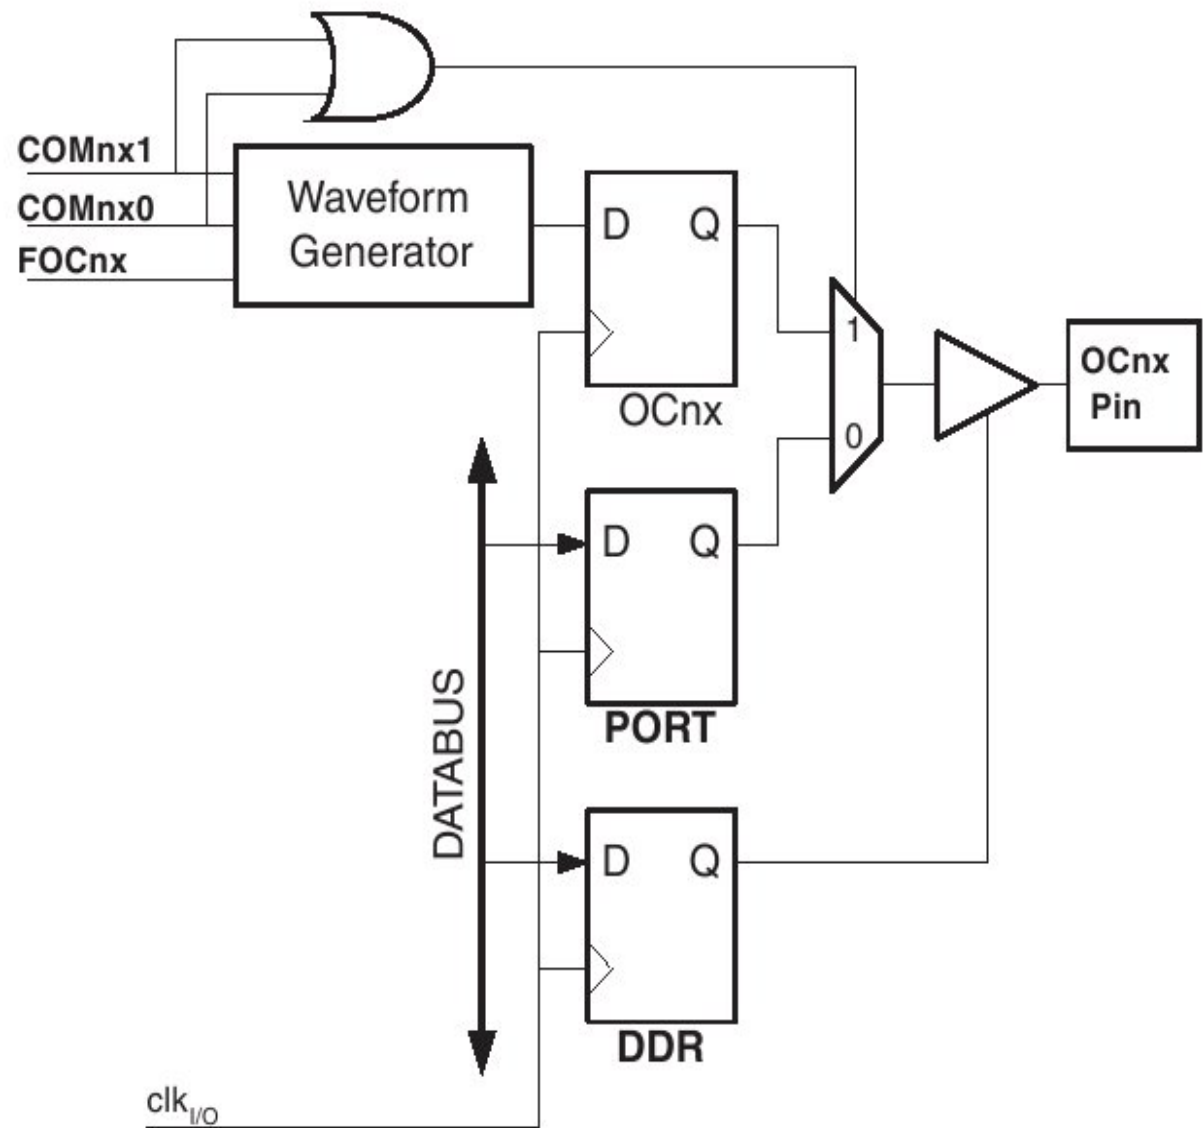 COMnx1
COMnx0
FOCnx
Waveform
Generator
D Q
OCnx
1
0
OCnx
Pin
D Q
PORT
DATABUS
D Q
DDR
clkI/O